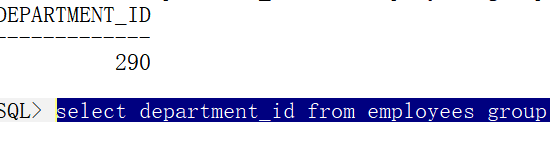 DEPARTMENT_ID
-------------
290
SQL> select department_id from employees group